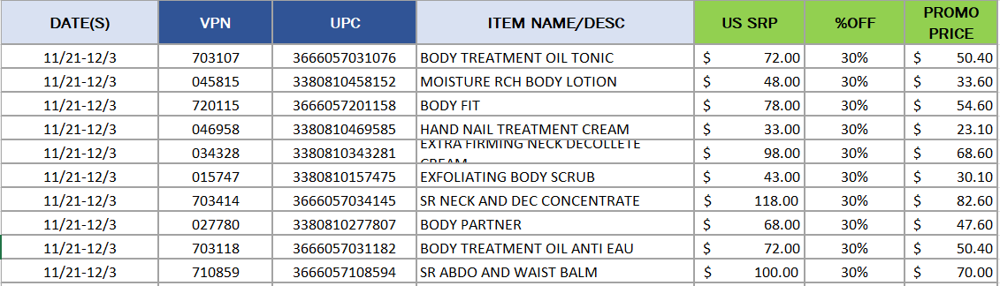 DATE(S) VPN UPC ITEM NAME/DESC US SRP %OFF PROMO PRICE
11/21-12/3 703107 3666057031076 BODY TREATMENT OIL TONIC $ 72.00 30% $ 50.40
11/21-12/3 045815 3380810458152 MOISTURE RCH BODY LOTION $ 48.00 30% $ 33.60
11/21-12/3 720115 3666057201158 BODY FIT $ 78.00 30% $ 54.60
11/21-12/3 046958 3380810469585 HAND NAIL TREATMENT CREAM $ 33.00 30% $ 23.10
11/21-12/3 034328 3380810343281 EXTRA FIRMING NECK DECOLLETE CREAM $ 98.00 30% $ 68.60
11/21-12/3 015747 3380810157475 EXFOLIATING BODY SCRUB $ 43.00 30% $ 30.10
11/21-12/3 703414 3666057034145 SR NECK AND DEC CONCENTRATE $ 118.00 30% $ 82.60
11/21-12/3 027780 3380810277807 BODY PARTNER $ 68.00 30% $ 47.60
11/21-12/3 703118 3666057031182 BODY TREATMENT OIL ANTI EAU $ 72.00 30% $ 50.40
11/21-12/3 710859 3666057108594 SR ABDO AND WAIST BALM $ 100.00 30% $ 70.00